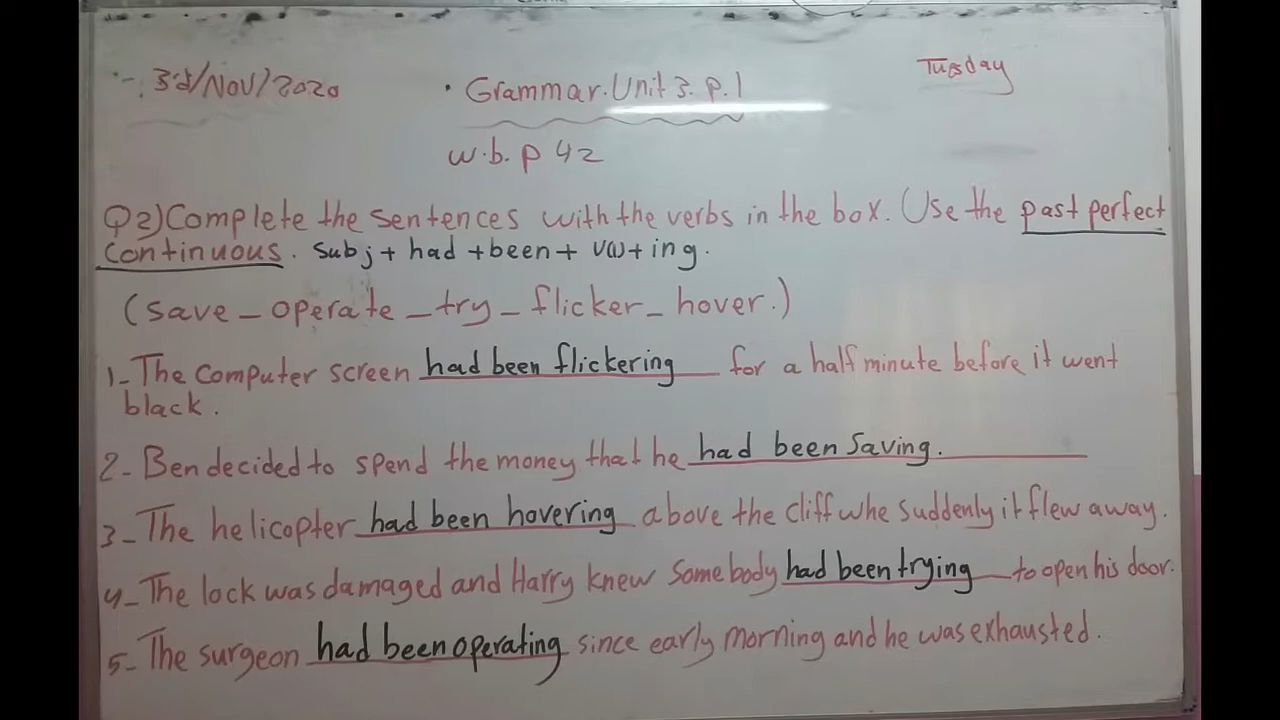 3rd/Nov/2020 . Grammar.Unit 3. p.1 Tuesday
w.b. p 42
Q2) Complete the sentences with the verbs in the box. Use the past perfect
continuous. Subj + had + been + V(1) + ing.
(save _ operate _ try _ flicker _ hover.)
1- The computer screen had been flickering for a half minute before it went
black.
2- Ben decided to spend the money that he had been saving.
3- The helicopter had been hovering above the cliff whe suddenly it flew away.
4- The lock was damaged and Harry knew somebody had been trying to open his door.
5- The surgeon had been operating since early morning and he was exhausted.